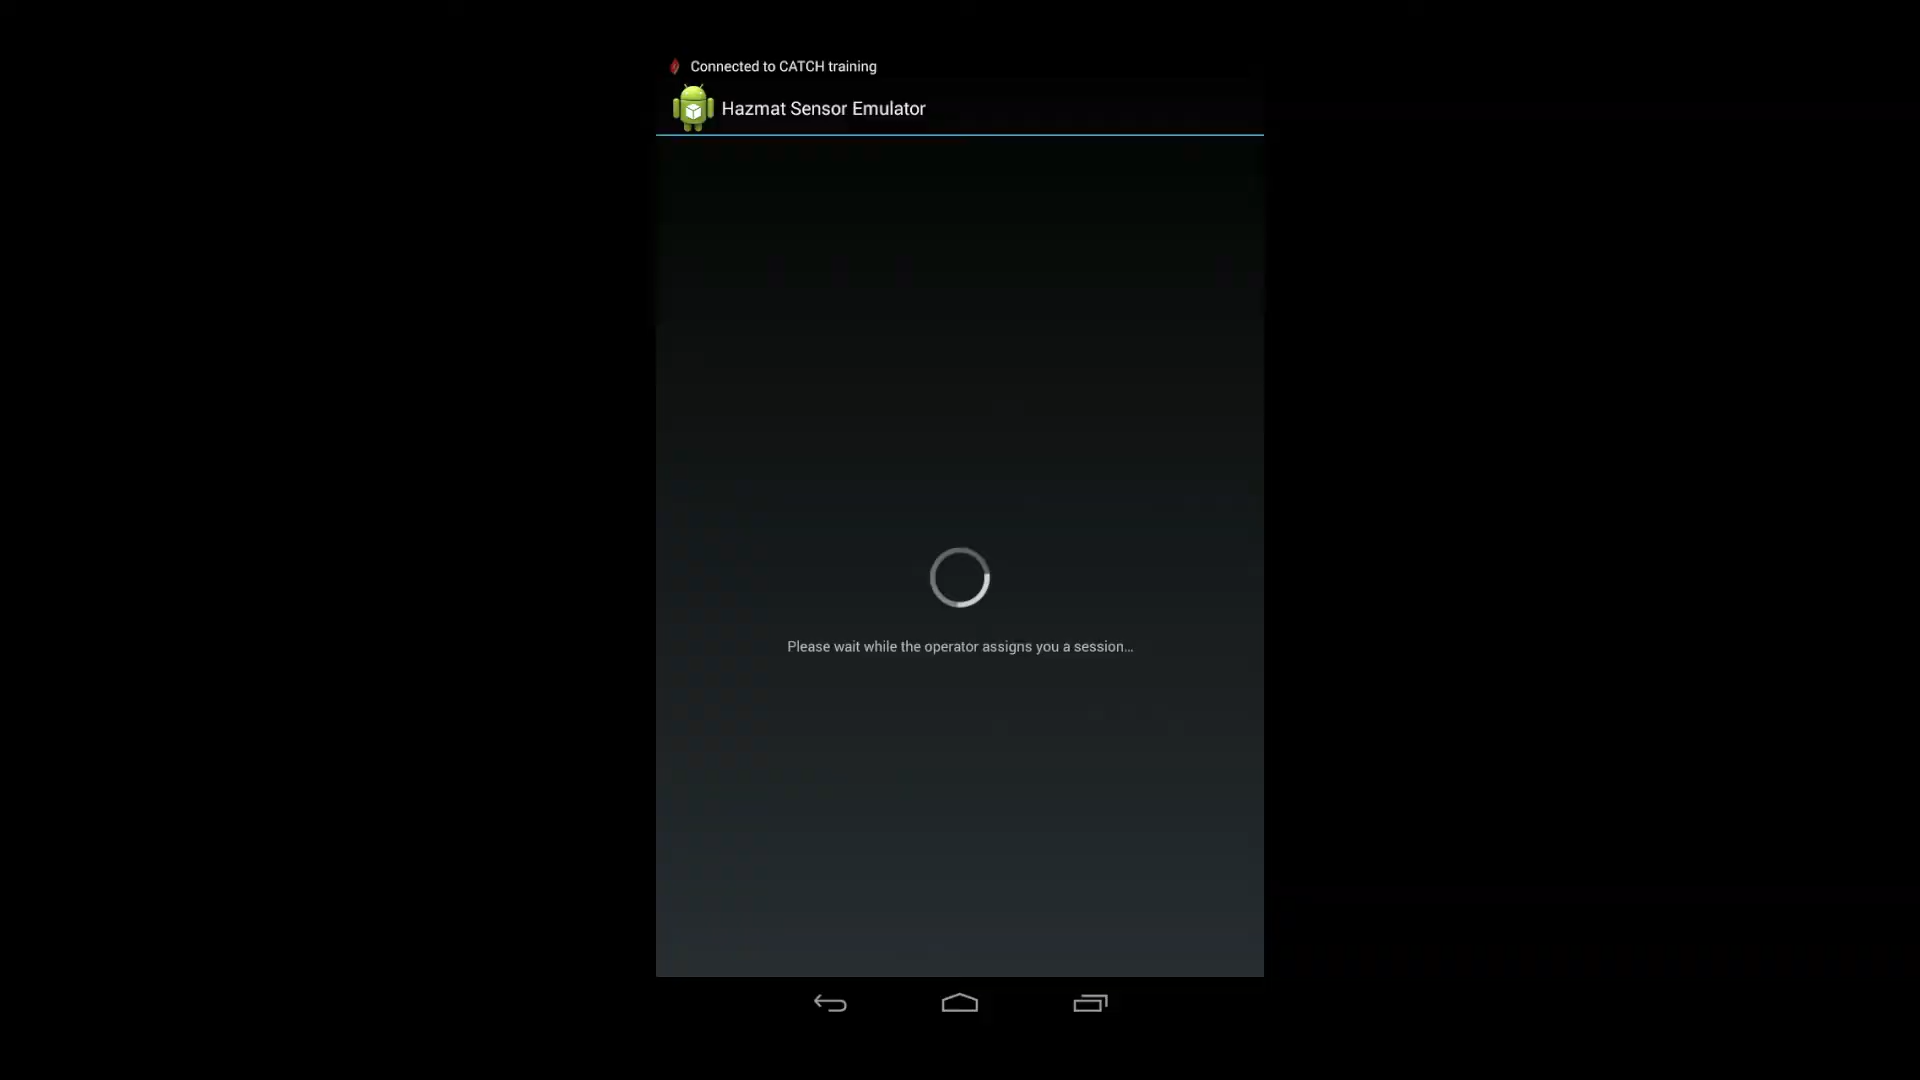 Connected to CATCH training
Hazmat Sensor Emulator
Please wait while the operator assigns you a session...